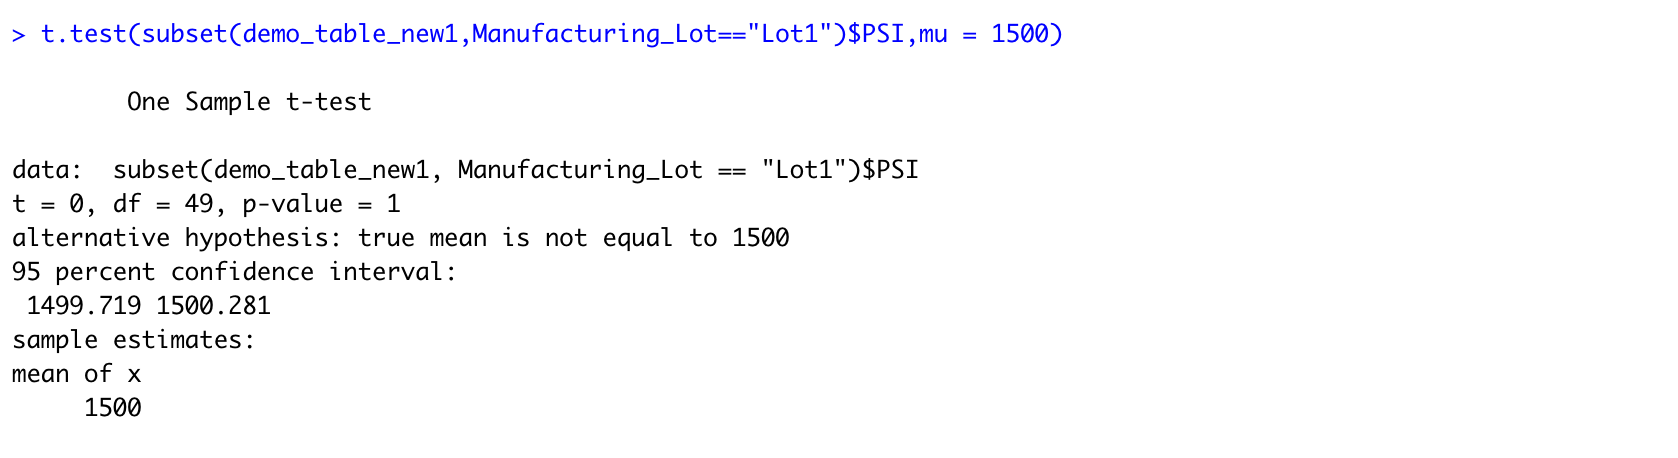 > t.test(subset(demo_table_new1,Manufacturing_Lot=="Lot1")$PSI,mu = 1500)
One Sample t-test
data:  subset(demo_table_new1, Manufacturing_Lot == "Lot1")$PSI
t = 0, df = 49, p-value = 1
alternative hypothesis: true mean is not equal to 1500
95 percent confidence interval:
1499.719 1500.281
sample estimates:
mean of x
1500